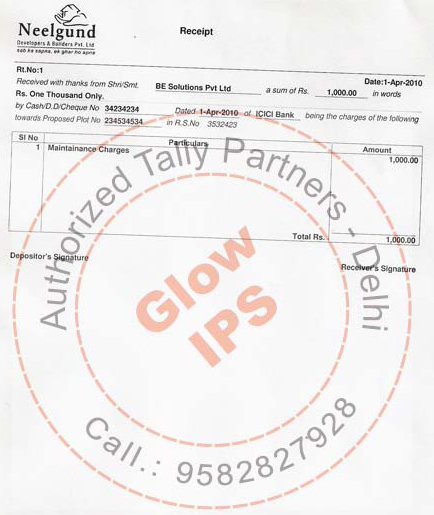 Neelgund
Developers & Builders Pvt. Ltd
sab ka sapna, ek ghar ho apna
Receipt
Rt.No:1
Date:1-Apr-2010
Received with thanks from Shri/Smt. BE Solutions Pvt Ltd a sum of Rs. 1,000.00 in words
Rs. One Thousand Only.
by Cash/D.D/Cheque No 34234234 Dated 1-Apr-2010 of ICICI Bank being the charges of the following
towards Proposed Plot No 234534534 in R.S.No 3532423
SI No Particulars Amount
1 Maintainance Charges 1,000.00
Total Rs. 1,000.00
Depositor's Signature
Receiver's Signature
Authorized Tally Partners - Delhi
Glow
IPS
Call.: 9582827928